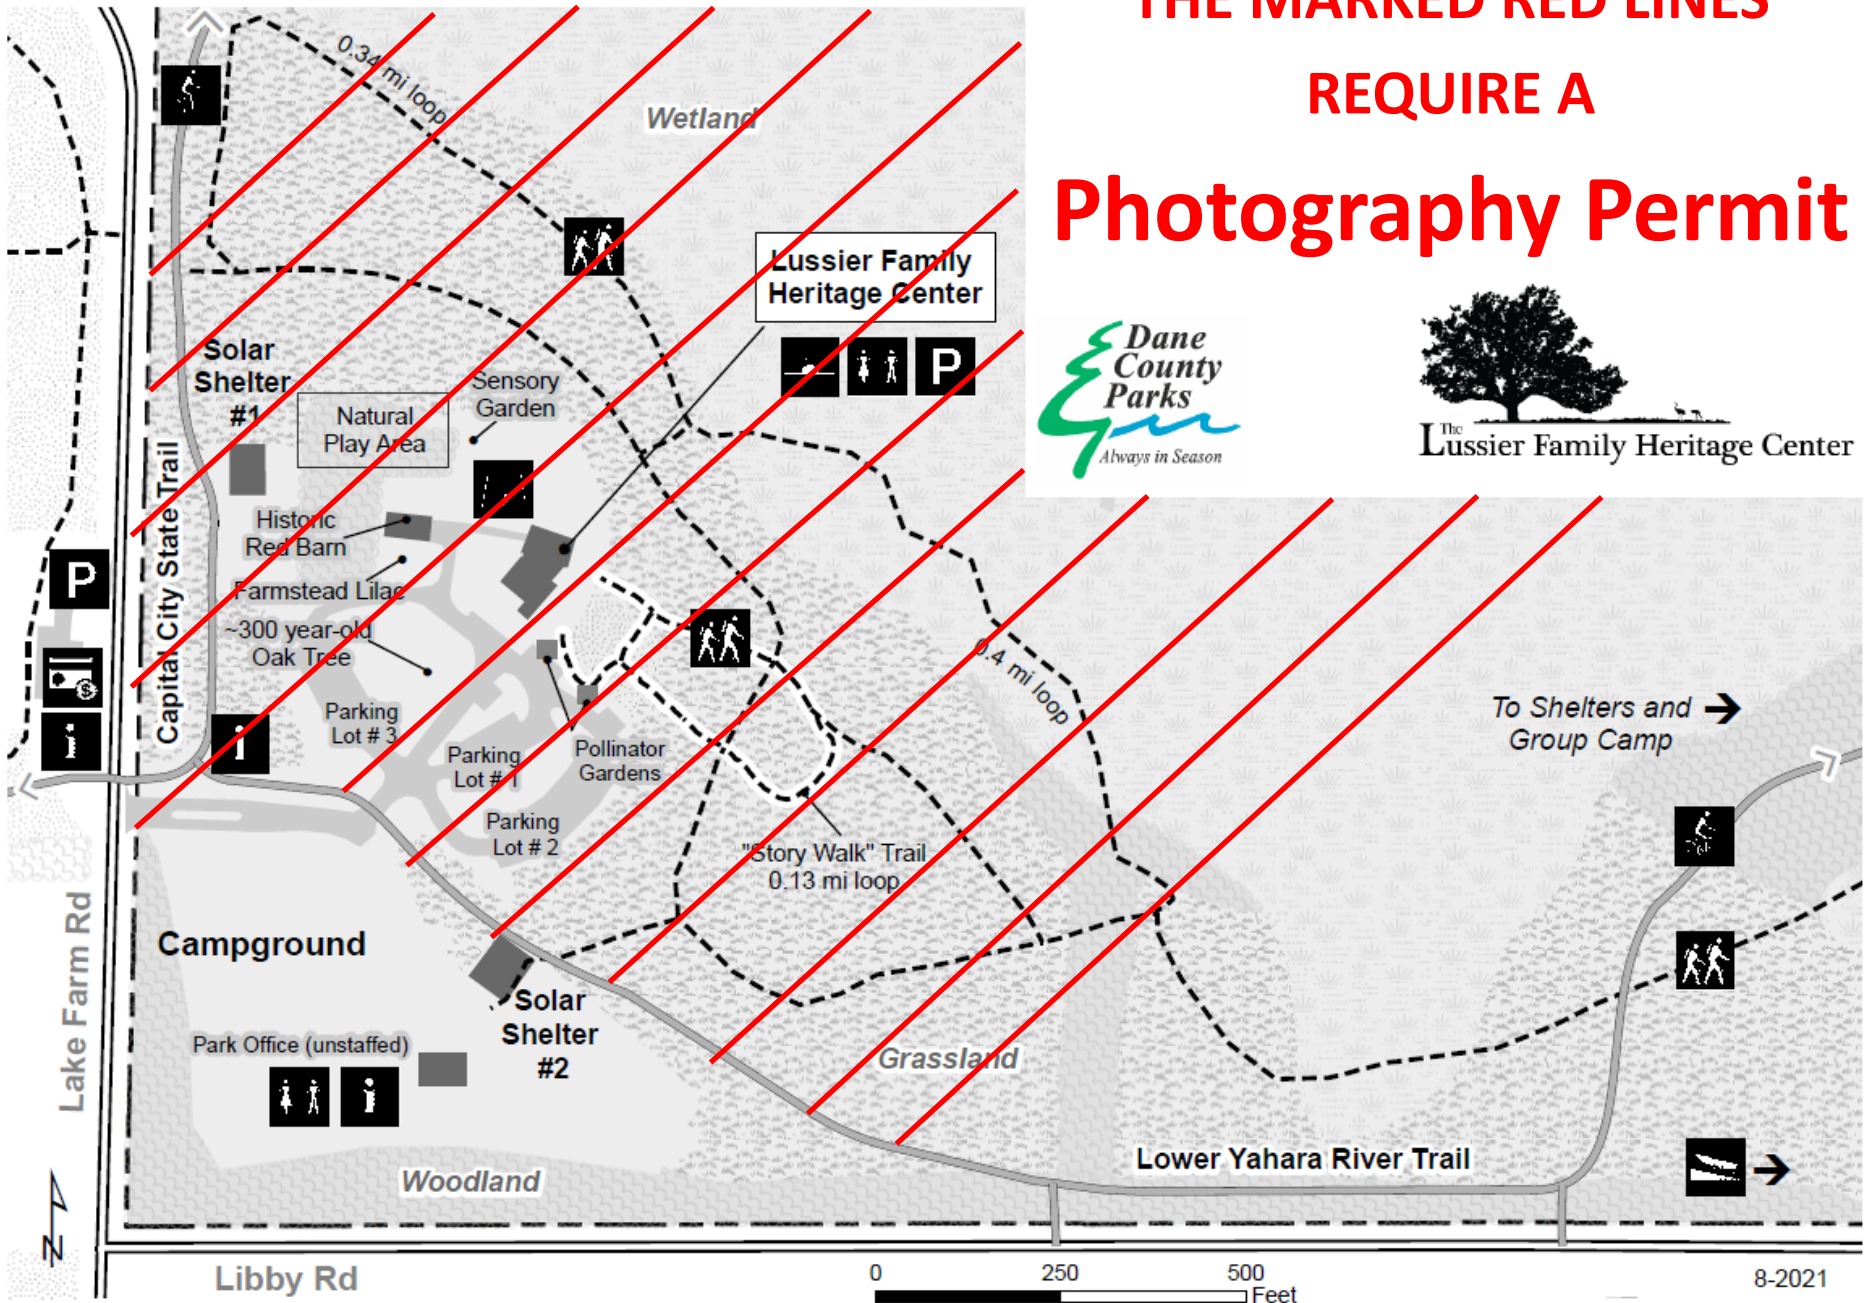 THE MARKED RED LINES
REQUIRE A
Photography Permit
Dane
County
Parks
Always in Season
The
Lussier Family Heritage Center
0.34 mi loop
Wetland
Lussier Family
Heritage Center
P
Solar
Shelter
#1
Natural
Play Area
Sensory
Garden
Historic
Red Barn
Farmstead Lilac
~300 year-old
Oak Tree
Capital City State Trail
P
$
i
i
Parking
Lot # 3
Parking
Lot # 1
Pollinator
Gardens
Parking
Lot # 2
0.4 mi loop
To Shelters and
Group Camp
"Story Walk" Trail
0.13 mi loop
Campground
Solar
Shelter
#2
Park Office (unstaffed)
i
Grassland
Woodland
Lower Yahara River Trail
Lake Farm Rd
N
Libby Rd
0 250 500
Feet
8-2021